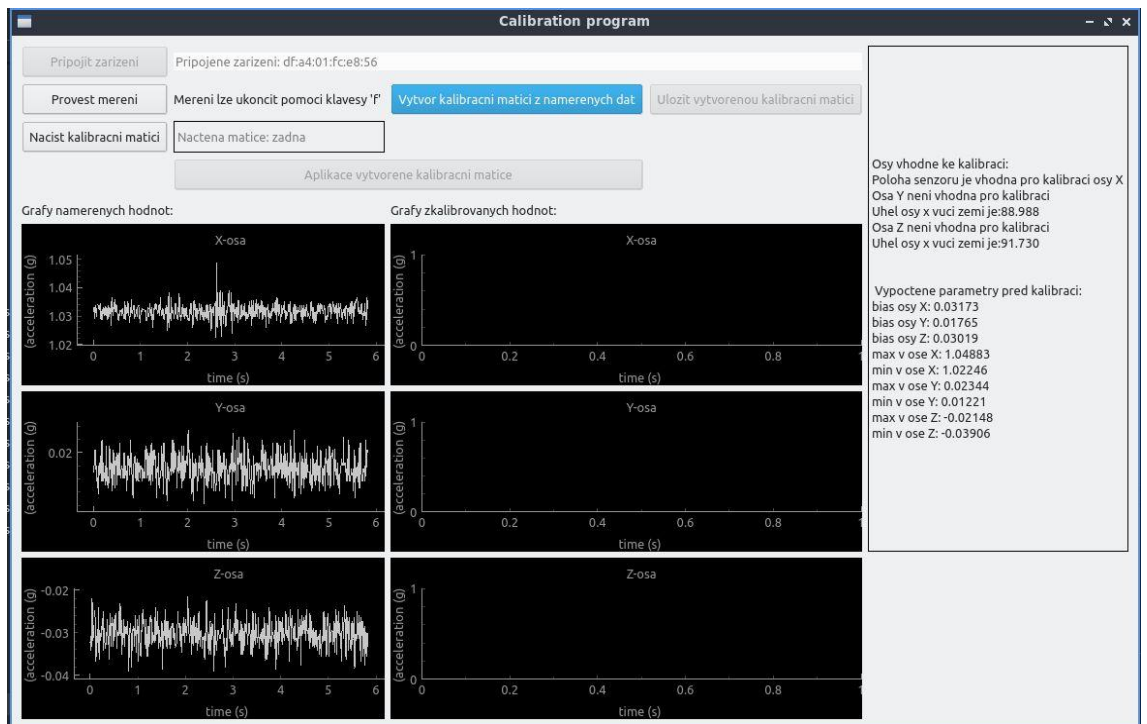 Calibration program
Pripojit zarizeni
Pripojene zarizeni: df:a4:01:fc:e8:56
Provest mereni
Mereni lze ukoncit pomoci klavesy 'f'
Vytvor kalibracni matici z namerenych dat
Ulozit vytvorenou kalibracni matici
Nacist kalibracni matici
Nactena matice: zadna
Aplikace vytvorene kalibracni matice
Grafy namerenych hodnot:
Grafy zkalibrovanych hodnot:
X-osa
(acceleration (g)
1.05
1.04
1.03
1.02
0 1 2 3 4 5 6
time (s)
X-osa
(acceleration (g)
1
0
0 0.2 0.4 0.6 0.8 1
time (s)
Y-osa
(acceleration (g)
0.02
0 1 2 3 4 5 6
time (s)
Y-osa
(acceleration (g)
1
0
0 0.2 0.4 0.6 0.8 1
time (s)
Z-osa
(acceleration (g)
-0.02
-0.03
-0.04
0 1 2 3 4 5 6
time (s)
Z-osa
(acceleration (g)
1
0
0 0.2 0.4 0.6 0.8 1
time (s)
Osy vhodne ke kalibraci:
Poloha senzoru je vhodna pro kalibraci osy X
Osa Y neni vhodna pro kalibraci
Uhel osy x vuci zemi je:88.988
Osa Z neni vhodna pro kalibraci
Uhel osy x vuci zemi je:91.730
Vypoctene parametry pred kalibraci:
bias osy X: 0.03173
bias osy Y: 0.01765
bias osy Z: 0.03019
max v ose X: 1.04883
min v ose X: 1.02246
max v ose Y: 0.02344
min v ose Y: 0.01221
max v ose Z: -0.02148
min v ose Z: -0.03906